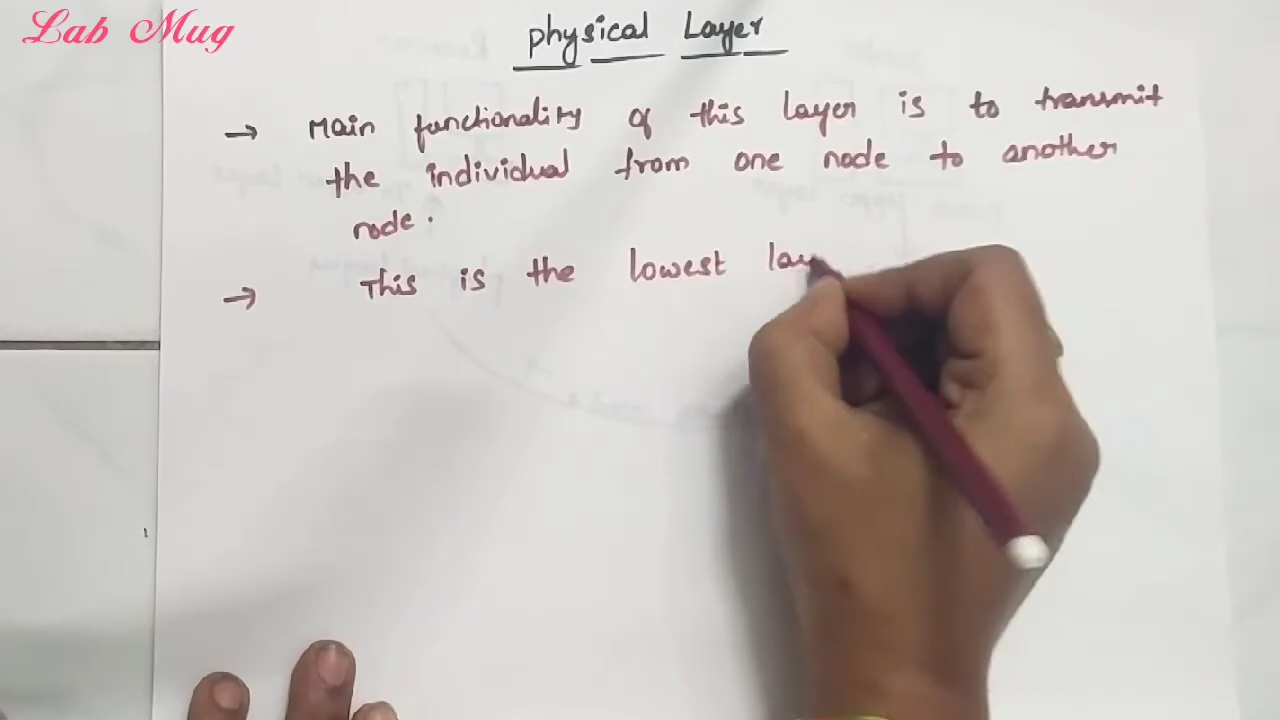 Lab Mug
physical Layer
→ Main functionality of this layer is to transmit
the individual from one node to another
node.
→ This is the lowest lay